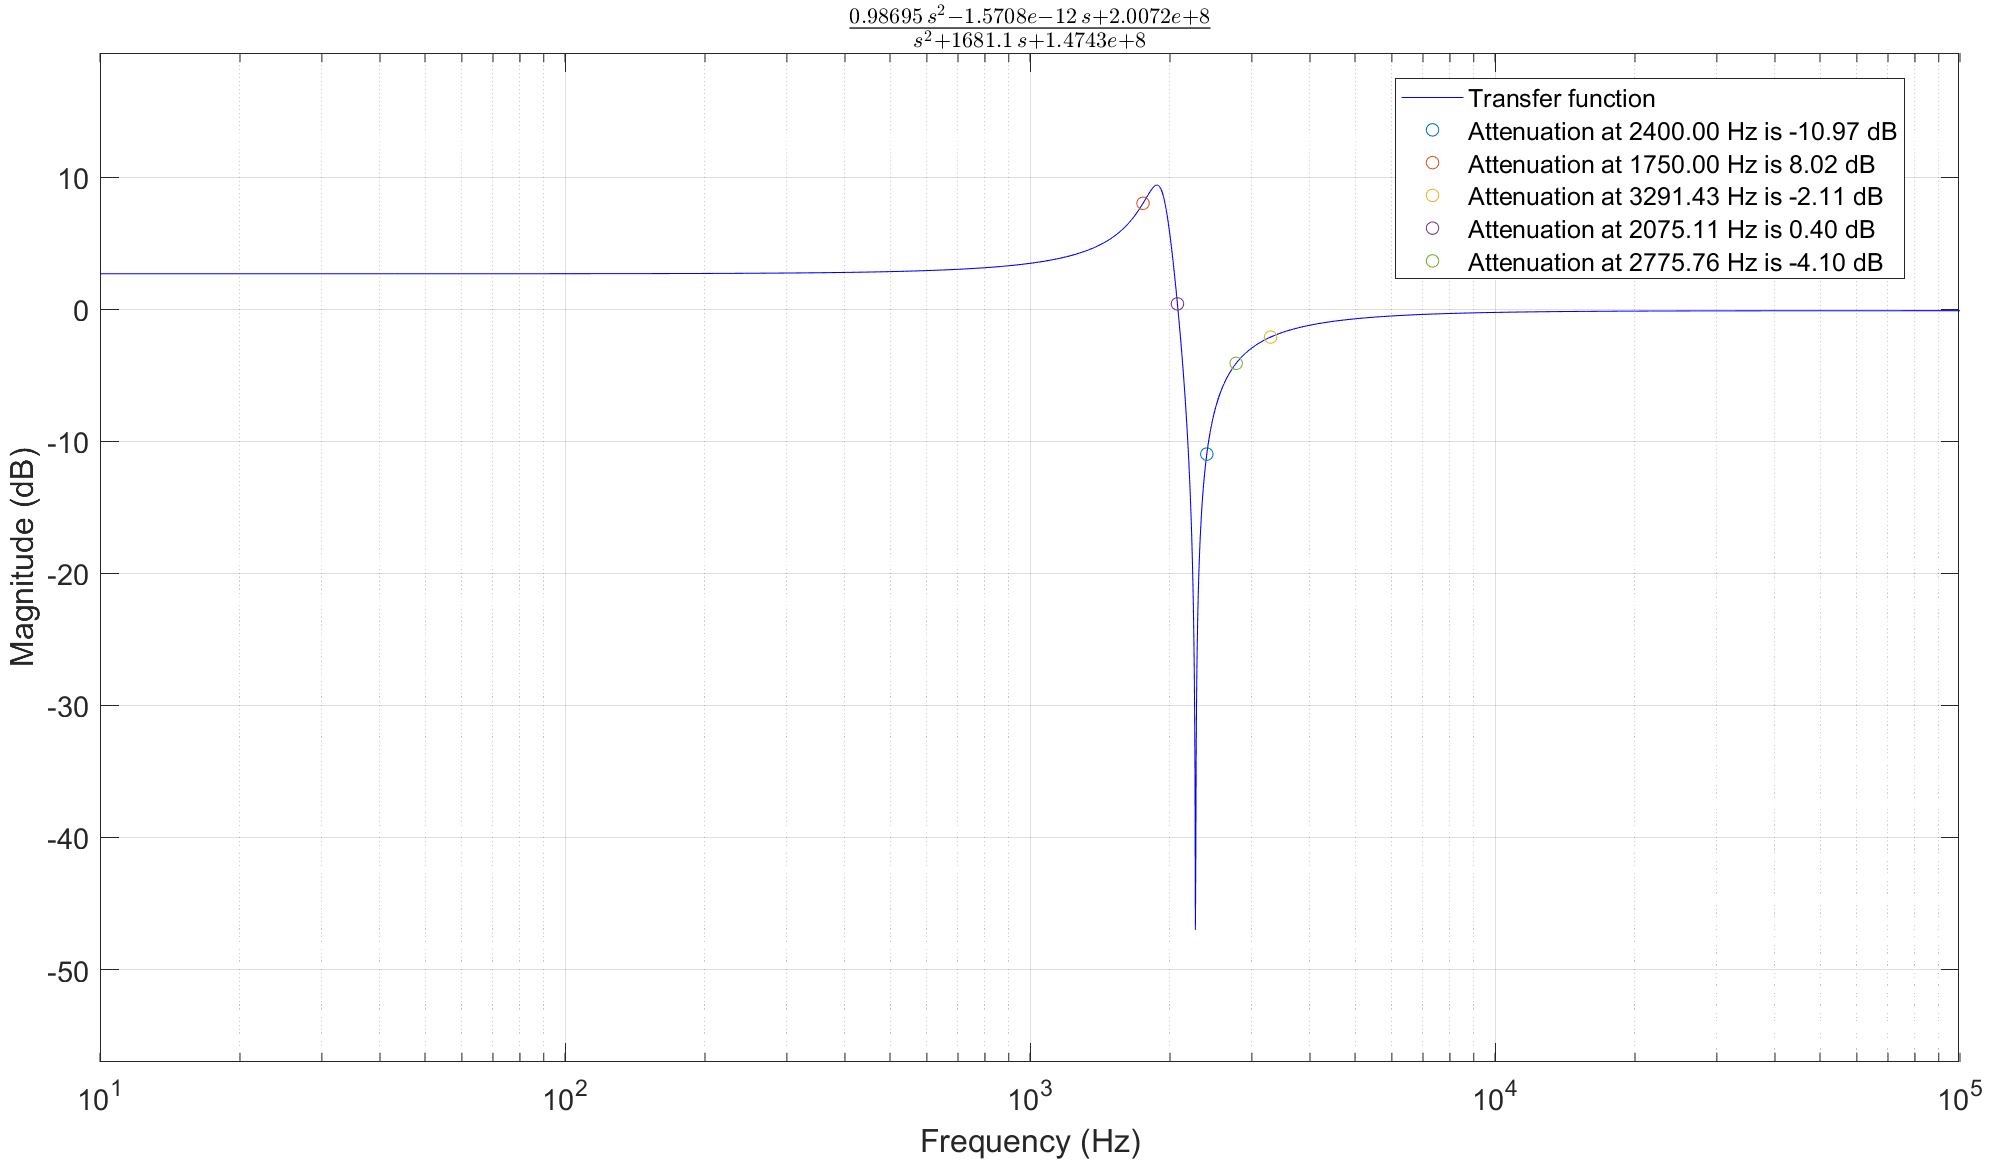 0.98695 s²−1.5708e−12 s+2.0072e+8
s²+1681.1 s+1.4743e+8
Transfer function
Attenuation at 2400.00 Hz is -10.97 dB
Attenuation at 1750.00 Hz is 8.02 dB
Attenuation at 3291.43 Hz is -2.11 dB
Attenuation at 2075.11 Hz is 0.40 dB
Attenuation at 2775.76 Hz is -4.10 dB
10
0
-10
-20
-30
-40
-50
Magnitude (dB)
10¹ 10² 10³ 10⁴ 10⁵
Frequency (Hz)